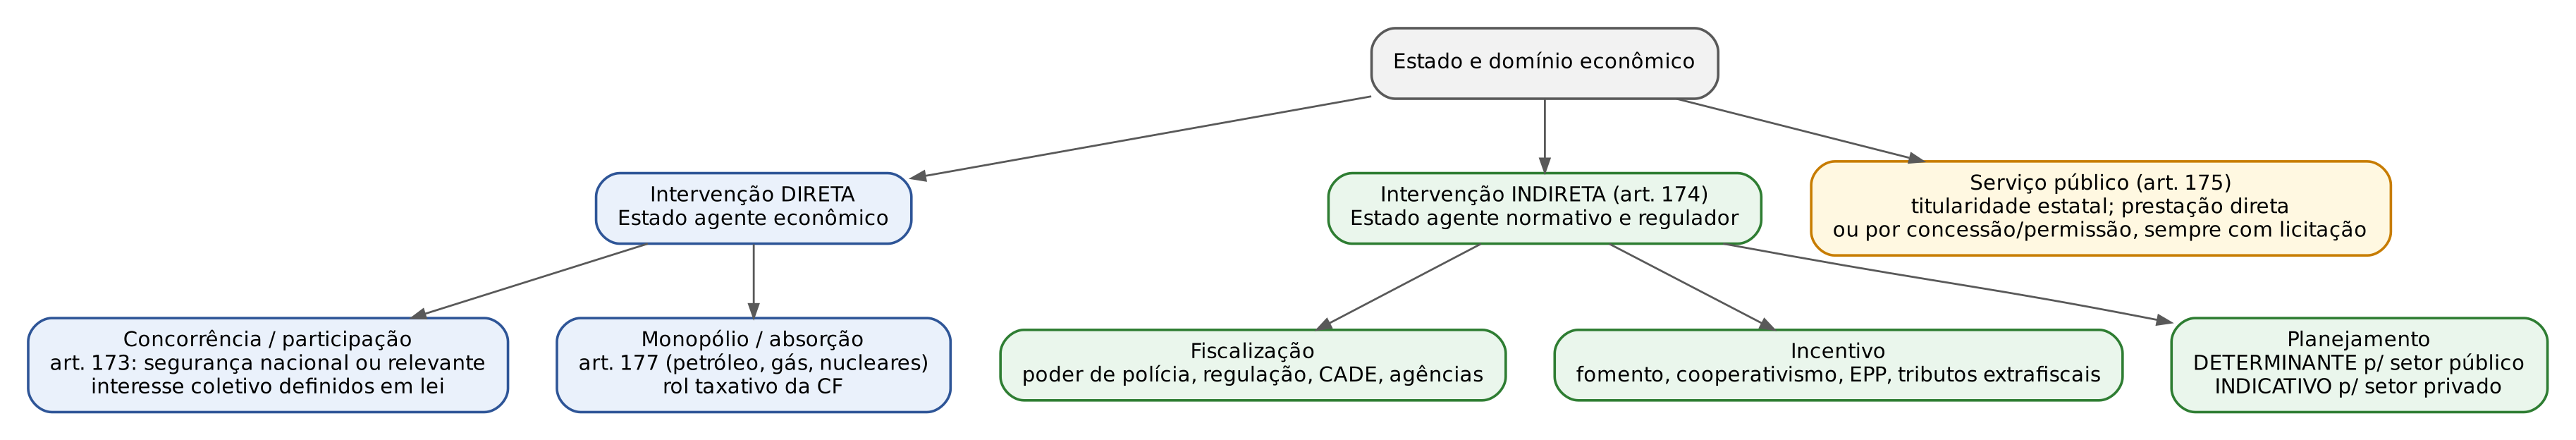 Estado e domínio econômico
Intervenção DIRETA
Estado agente econômico
Intervenção INDIRETA (art. 174)
Estado agente normativo e regulador
Serviço público (art. 175)
titularidade estatal; prestação direta
ou por concessão/permissão, sempre com licitação
Concorrência / participação
art. 173: segurança nacional ou relevante
interesse coletivo definidos em lei
Monopólio / absorção
art. 177 (petróleo, gás, nucleares)
rol taxativo da CF
Fiscalização
poder de polícia, regulação, CADE, agências
Incentivo
fomento, cooperativismo, EPP, tributos extrafiscais
Planejamento
DETERMINANTE p/ setor público
INDICATIVO p/ setor privado